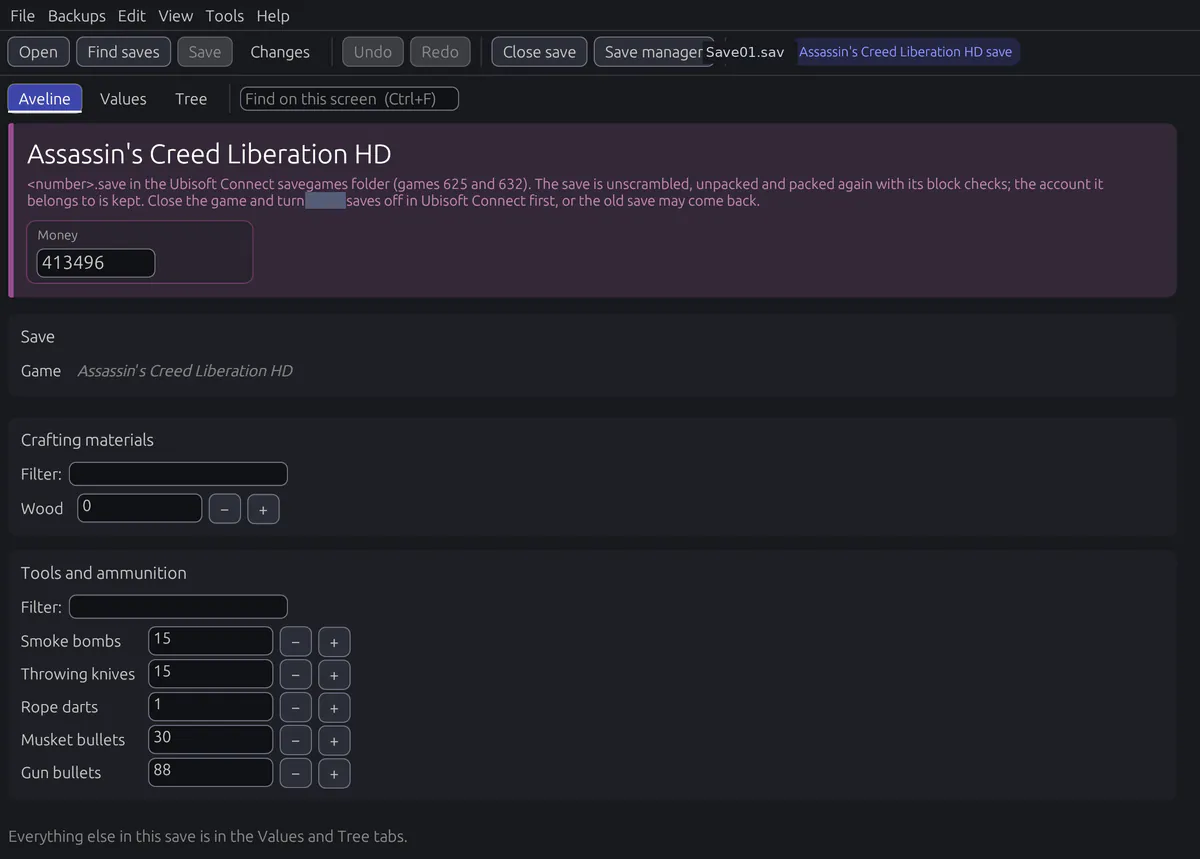 File Backups Edit View Tools Help
Open Find saves Save Changes Undo Redo Close save Save manager Save01.sav Assassin's Creed Liberation HD save
Aveline Values Tree Find on this screen (Ctrl+F)
Assassin's Creed Liberation HD
<number>.save in the Ubisoft Connect savegames folder (games 625 and 632). The save is unscrambled, unpacked and packed again with its block checks; the account it
belongs to is kept. Close the game and turn saves off in Ubisoft Connect first, or the old save may come back.
Money
413496
Save
Game Assassin's Creed Liberation HD
Crafting materials
Filter:
Wood 0 − +
Tools and ammunition
Filter:
Smoke bombs 15 − +
Throwing knives 15 − +
Rope darts 1 − +
Musket bullets 30 − +
Gun bullets 88 − +
Everything else in this save is in the Values and Tree tabs.